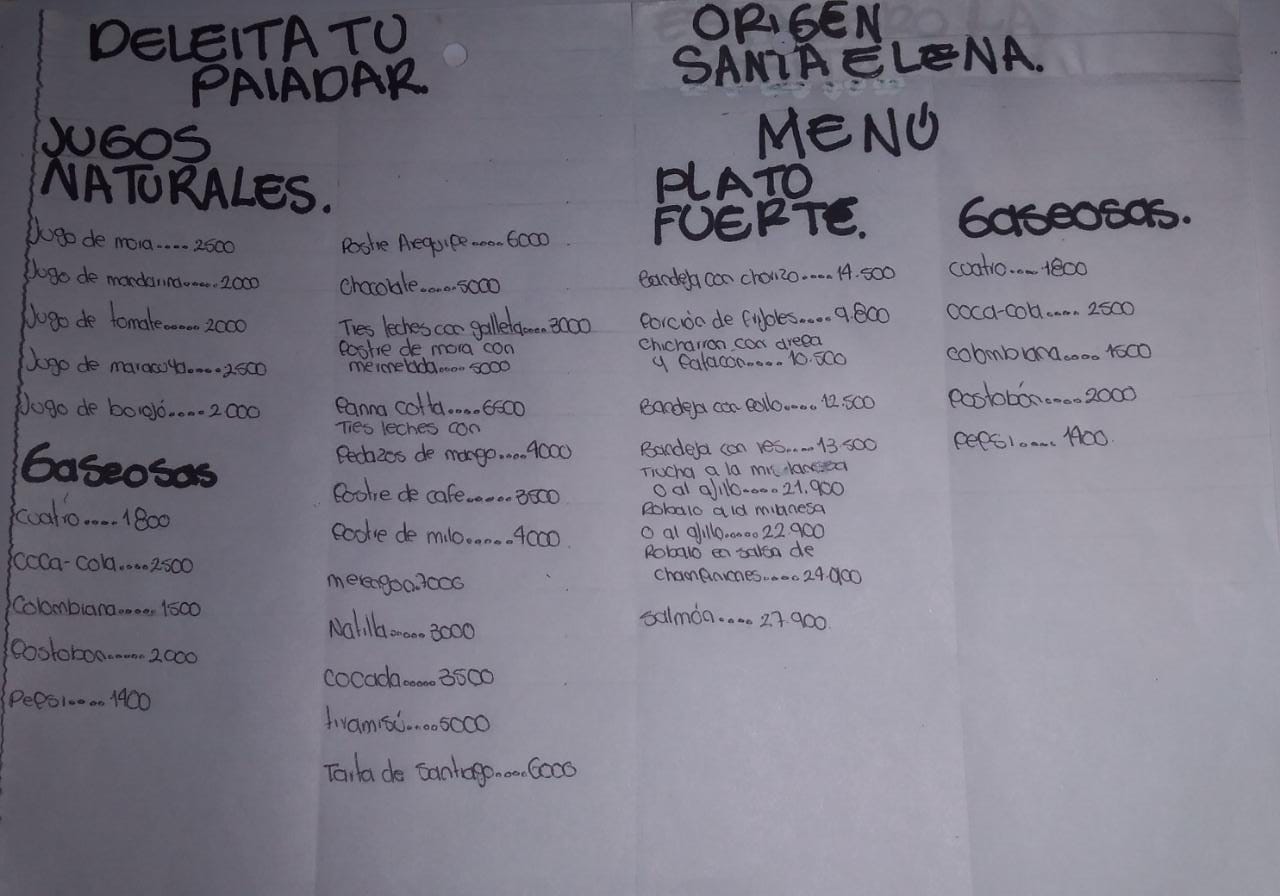 DELEITA TU
PALADAR.
JUGOS
NATURALES.
Jugo de mora.... 2500
Jugo de mandarina..... 2000
Jugo de tomate..... 2000
Jugo de maracuya..... 2500
Jugo de borojó..... 2000
Gaseosas
Cuatro.... 1800
Coca-cola.... 2500
Colombiana..... 1500
Postobon...... 2000
Pepsi..... 1400
Postre Arequipe..... 6000
Chocolate...... 5000
Tres leches con galleta.... 3000
Postre de mora con
mermelada.... 5000
Panna cotta.... 6500
Tres leches con
Pedazos de mango.... 4000
Postre de cafe...... 3500
Postre de milo..... 4000
merengon.7000
Natilla...... 3000
Cocada..... 3500
tiramisú.....5000
Tarta de Santiago.....6000
ORIGEN
SANTA ELENA.
MENÚ
PLATO
FUERTE.
Bandeja con chorizo.... 14.500
Porción de frijoles.... 9.800
Chicharron con arepa
y Patacon..... 10.500
Bandeja con Pollo..... 12.500
Bandeja con res.... 13.500
Trucha a la milanesa
O al ajillo..... 21.900
Robalo a la milanesa
O al ajillo..... 22.900
Robalo en salsa de
Champiniones..... 24.900
Salmón.... 27.900.
Gaseosas.
Cuatro.... 1800
Coca-cola..... 2500
Colombiana.... 1500
Postobón..... 2000
Pepsi..... 1400.